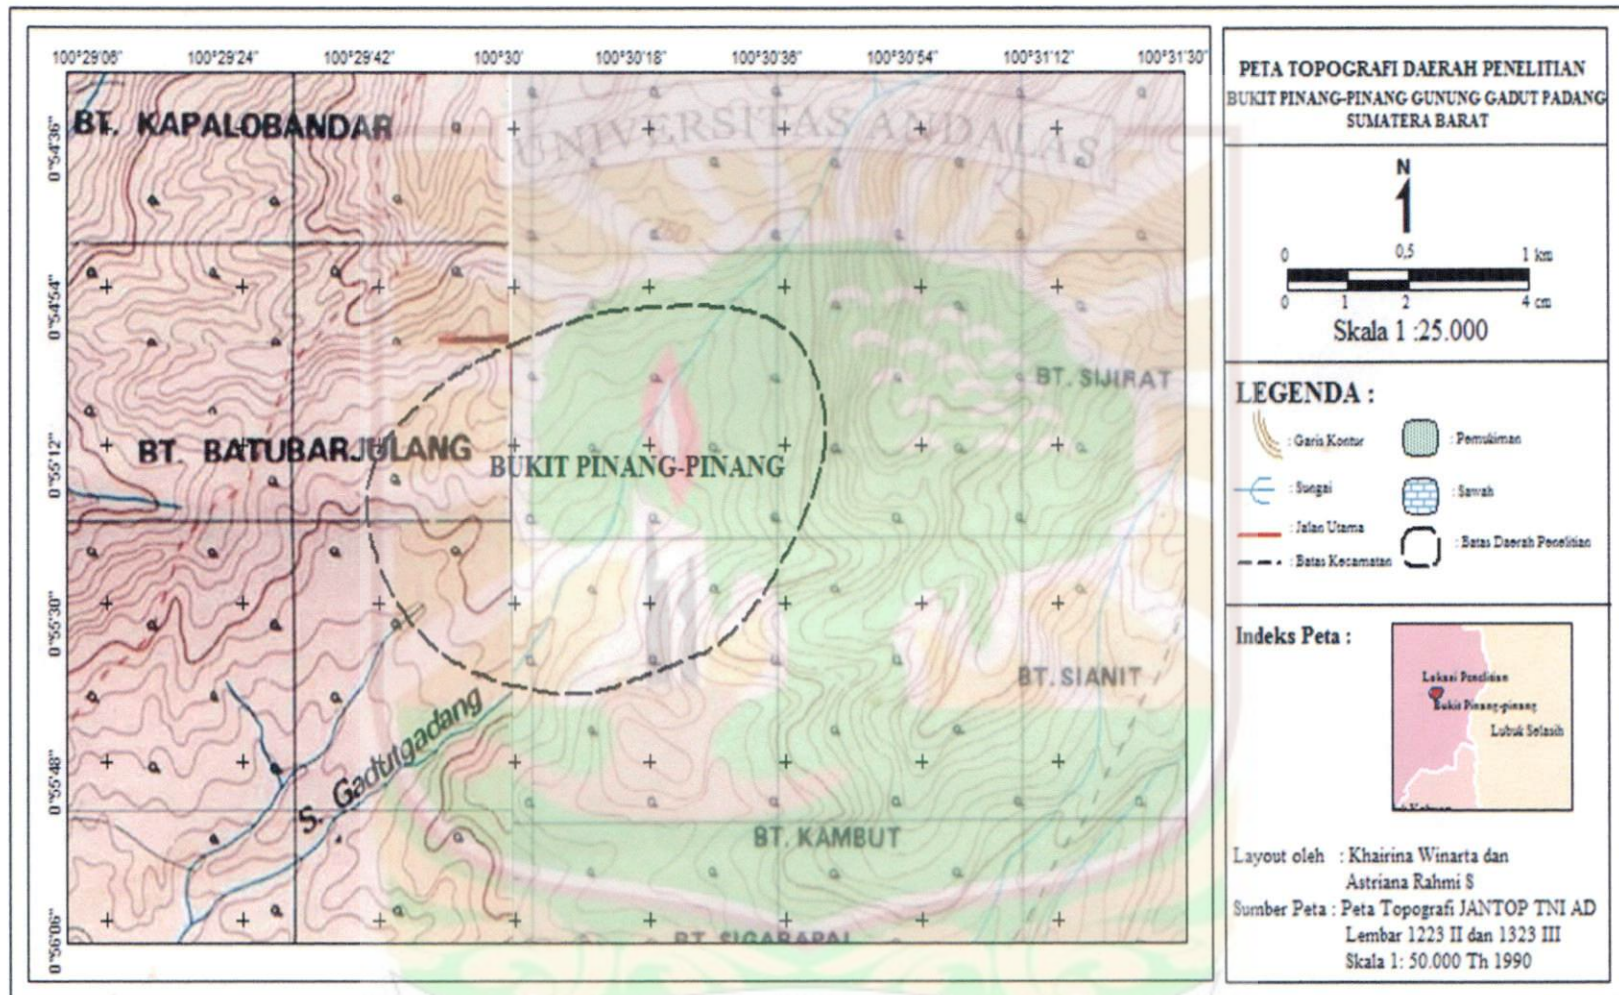 100°29'06" 100°29'24" 100°29'42" 100°30' 100°30'18" 100°30'36" 100°30'54" 100°31'12" 100°31'30"
0°54'36"
0°54'54"
0°55'12"
0°55'30"
0°55'48"
0°56'06"
UNIVERSITAS ANDALAS
BT. KAPALOBANDAR
750
BT. SIJIRAT
BT. BATUBARJULANG
BUKIT PINANG-PINANG
BT. SIANIT
S. Gadutgadang
BT. KAMBUT
BT. SIGARAPAI
PETA TOPOGRAFI DAERAH PENELITIAN
BUKIT PINANG-PINANG GUNUNG GADUT PADANG
SUMATERA BARAT
N
0 0,5 1 km
0 1 2 4 cm
Skala 1 :25.000
LEGENDA :
: Garis Kontur
: Pemukiman
: Sungai
: Sawah
: Jalan Utama
: Batas Daerah Penelitian
: Batas Kecamatan
Indeks Peta :
Lokasi Penelitian
Bukit Pinang-pinang
Lubuk Selasih
Layout oleh : Khairina Winarta dan
Astriana Rahmi S
Sumber Peta : Peta Topografi JANTOP TNI AD
Lembar 1223 II dan 1323 III
Skala 1: 50.000 Th 1990